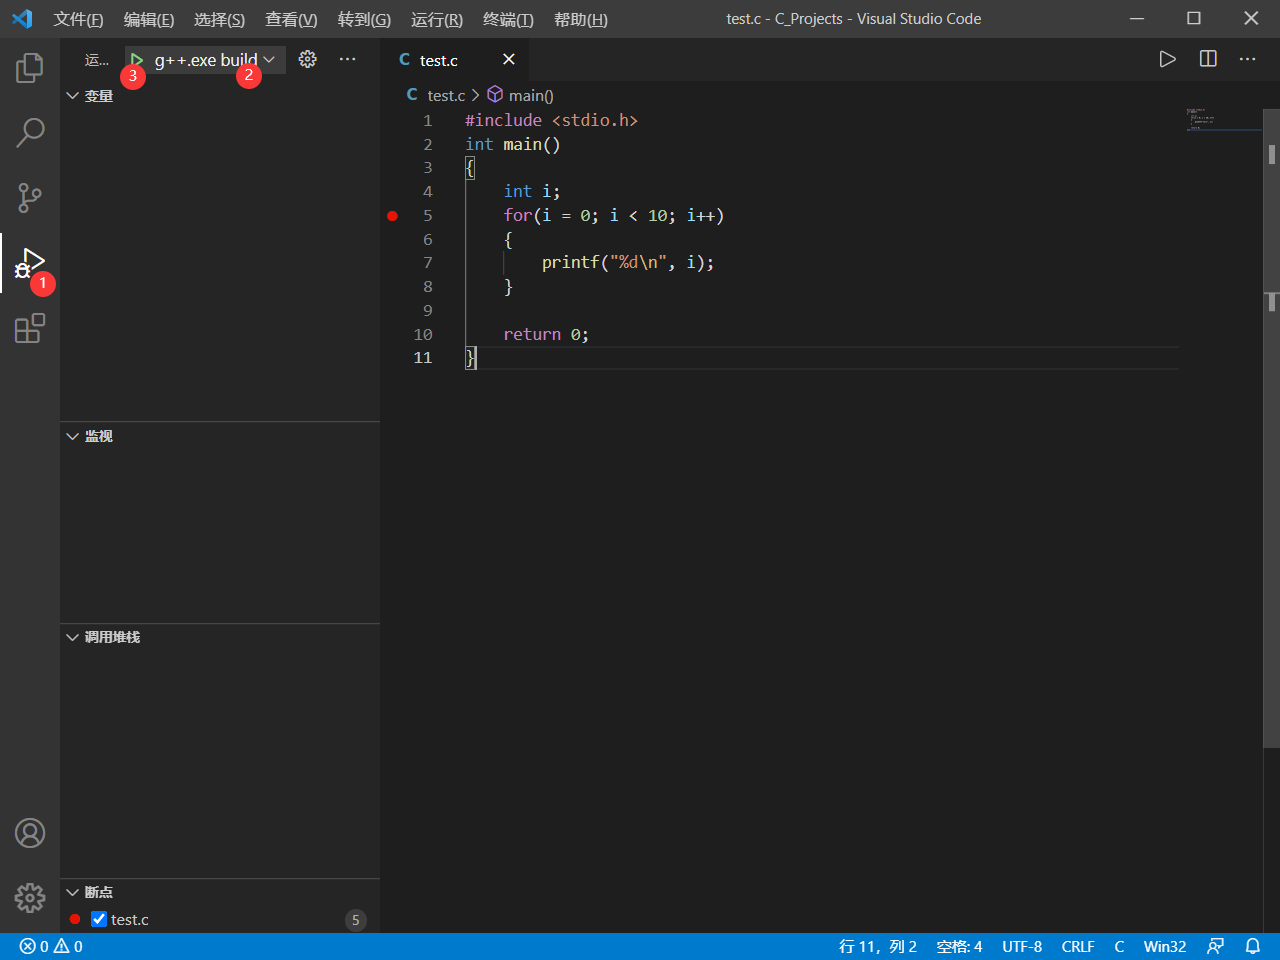 文件(F) 编辑(E) 选择(S) 查看(V) 转到(G) 运行(R) 终端(T) 帮助(H) test.c - C_Projects - Visual Studio Code
运... g++.exe build
3 2
1
变量
监视
调用堆栈
断点
test.c 5
C test.c
C test.c > main()
1 #include <stdio.h>
2 int main()
3 {
4 int i;
5 for(i = 0; i < 10; i++)
6 {
7 printf("%d\n", i);
8 }
9
10 return 0;
11 }
0 0 行 11，列 2 空格: 4 UTF-8 CRLF C Win32